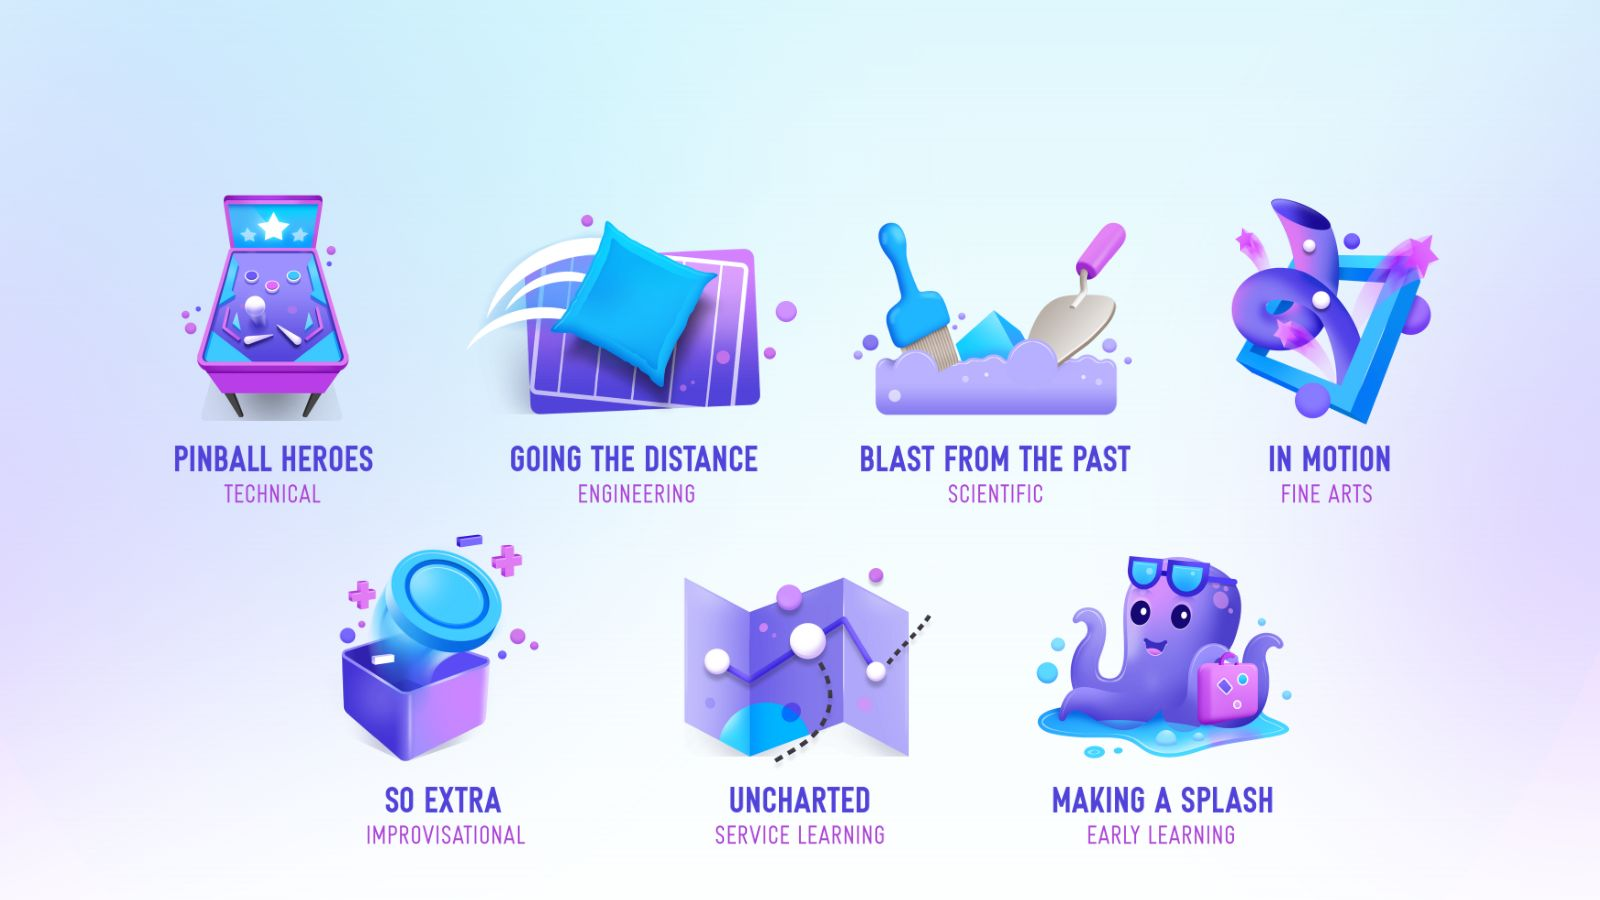 PINBALL HEROES
TECHNICAL
GOING THE DISTANCE
ENGINEERING
BLAST FROM THE PAST
SCIENTIFIC
IN MOTION
FINE ARTS
SO EXTRA
IMPROVISATIONAL
UNCHARTED
SERVICE LEARNING
MAKING A SPLASH
EARLY LEARNING